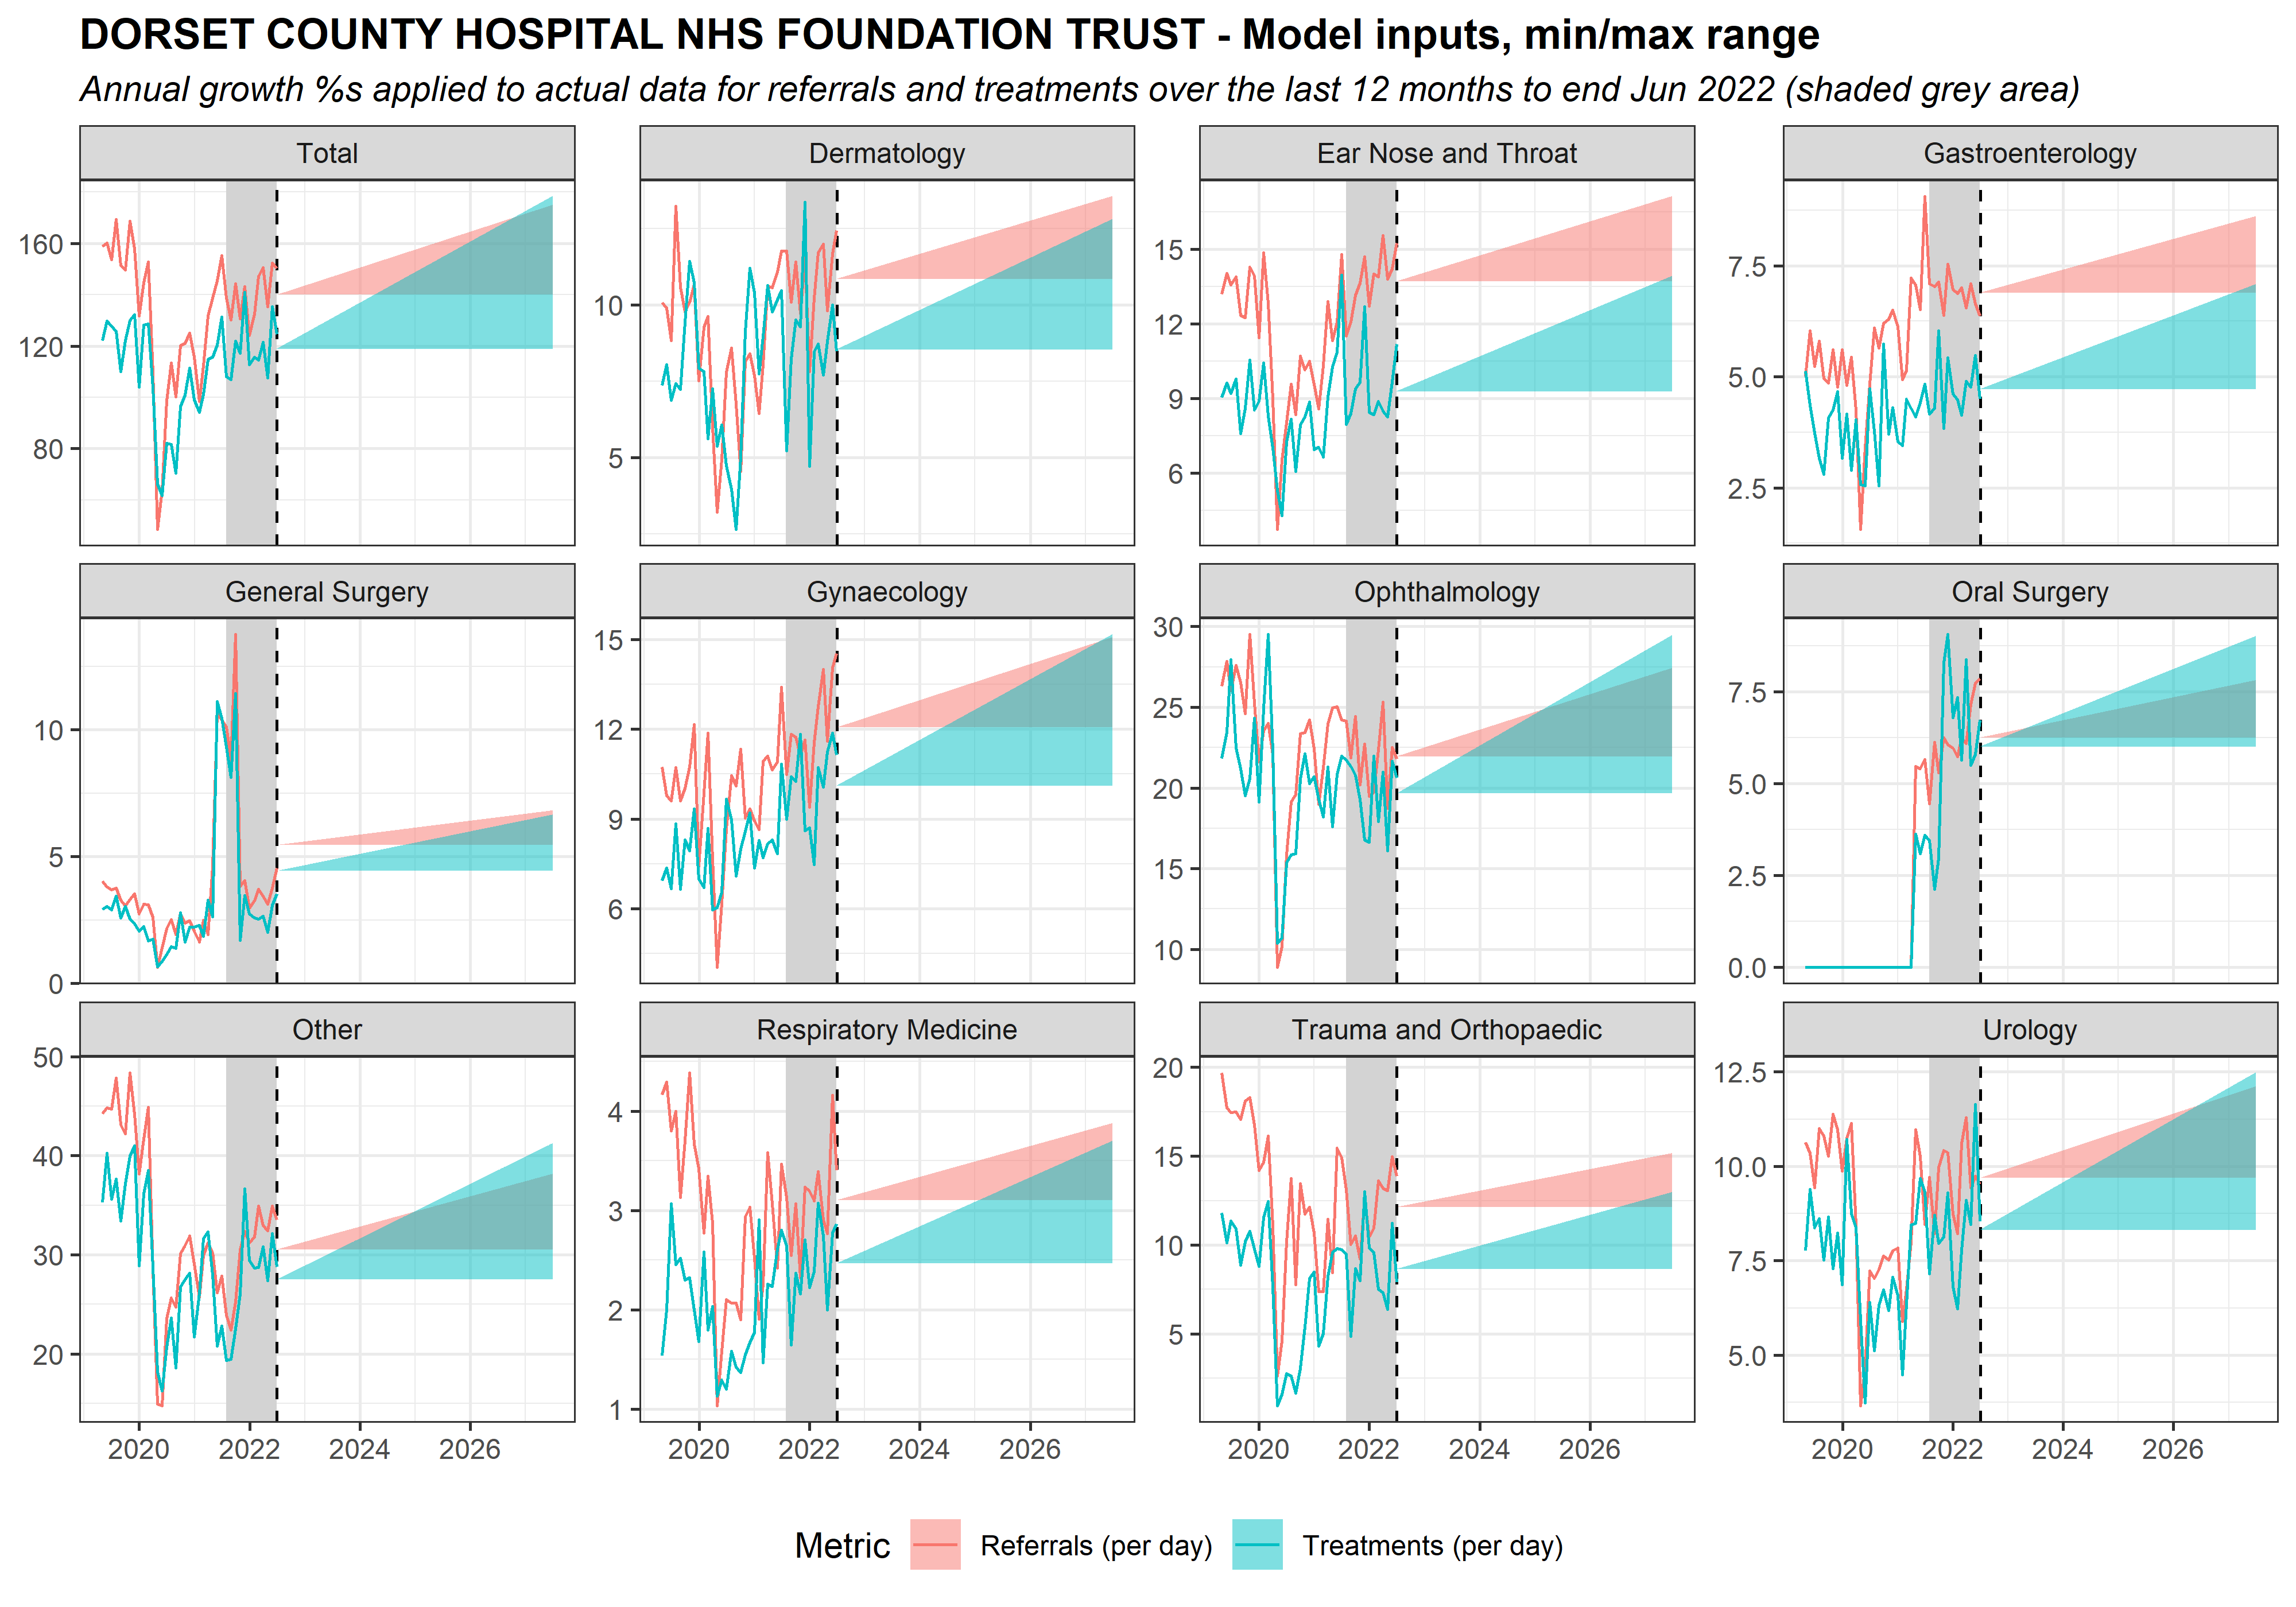 DORSET COUNTY HOSPITAL NHS FOUNDATION TRUST - Model inputs, min/max range
Annual growth %s applied to actual data for referrals and treatments over the last 12 months to end Jun 2022 (shaded grey area)
Total
Dermatology
Ear Nose and Throat
Gastroenterology
160
120
80
10
5
15
12
9
6
7.5
5.0
2.5
General Surgery
Gynaecology
Ophthalmology
Oral Surgery
10
5
0
15
12
9
6
30
25
20
15
10
7.5
5.0
2.5
0.0
Other
Respiratory Medicine
Trauma and Orthopaedic
Urology
50
40
30
20
4
3
2
1
20
15
10
5
12.5
10.0
7.5
5.0
2020 2022 2024 2026
2020 2022 2024 2026
2020 2022 2024 2026
2020 2022 2024 2026
Metric Referrals (per day) Treatments (per day)